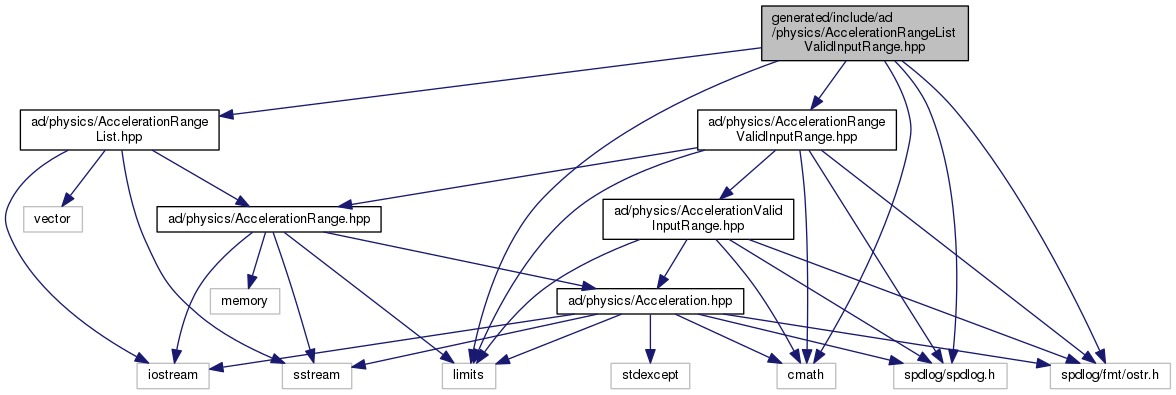 generated/include/ad
/physics/AccelerationRangeList
ValidInputRange.hpp
ad/physics/AccelerationRange
List.hpp
ad/physics/AccelerationRange
ValidInputRange.hpp
vector
ad/physics/AccelerationRange.hpp
ad/physics/AccelerationValid
InputRange.hpp
memory
ad/physics/Acceleration.hpp
iostream
sstream
limits
stdexcept
cmath
spdlog/spdlog.h
spdlog/fmt/ostr.h